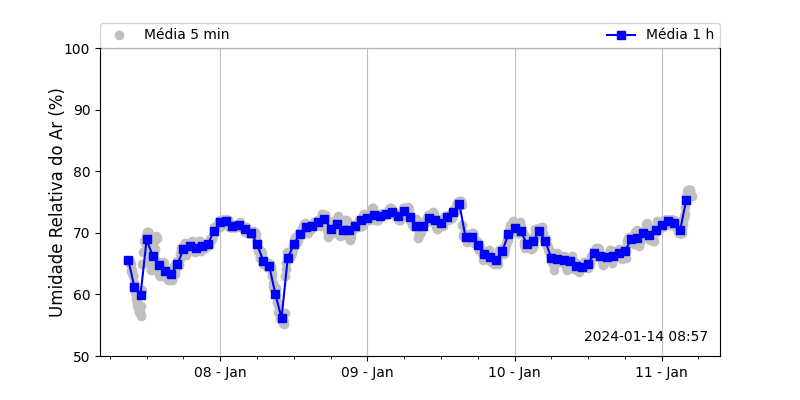 Média 5 min
Média 1 h
100
90
80
70
60
50
Umidade Relativa do Ar (%)
2024-01-14 08:57
08 - Jan
09 - Jan
10 - Jan
11 - Jan